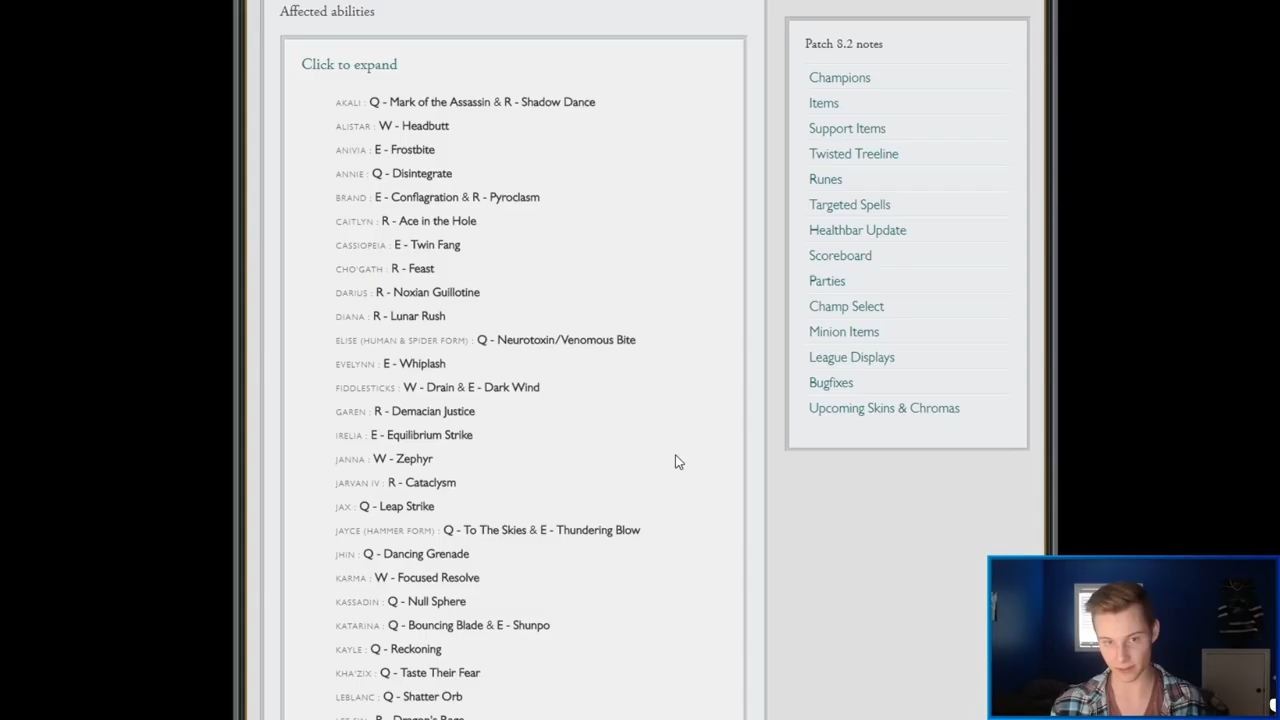 Affected abilities
Click to expand
AKALI : Q - Mark of the Assassin & R - Shadow Dance
ALISTAR : W - Headbutt
ANIVIA : E - Frostbite
ANNIE : Q - Disintegrate
BRAND : E - Conflagration & R - Pyroclasm
CAITLYN : R - Ace in the Hole
CASSIOPEIA : E - Twin Fang
CHO'GATH : R - Feast
DARIUS : R - Noxian Guillotine
DIANA : R - Lunar Rush
ELISE (HUMAN & SPIDER FORM) : Q - Neurotoxin/Venomous Bite
EVELYNN : E - Whiplash
FIDDLESTICKS : W - Drain & E - Dark Wind
GAREN : R - Demacian Justice
IRELIA : E - Equilibrium Strike
JANNA : W - Zephyr
JARVAN IV : R - Cataclysm
JAX : Q - Leap Strike
JAYCE (HAMMER FORM) : Q - To The Skies & E - Thundering Blow
JHIN : Q - Dancing Grenade
KARMA : W - Focused Resolve
KASSADIN : Q - Null Sphere
KATARINA : Q - Bouncing Blade & E - Shunpo
KAYLE : Q - Reckoning
KHA'ZIX : Q - Taste Their Fear
LEBLANC : Q - Shatter Orb
LEE SIN : R - Dragon's Rage
Patch 8.2 notes
Champions
Items
Support Items
Twisted Treeline
Runes
Targeted Spells
Healthbar Update
Scoreboard
Parties
Champ Select
Minion Items
League Displays
Bugfixes
Upcoming Skins & Chromas